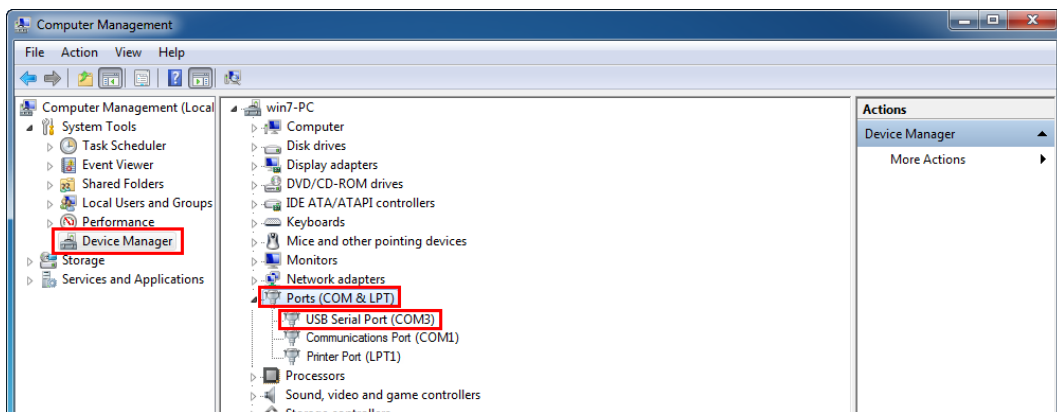 Computer Management
File Action View Help
Computer Management (Local
System Tools
Task Scheduler
Event Viewer
Shared Folders
Local Users and Groups
Performance
Device Manager
Storage
Services and Applications
win7-PC
Computer
Disk drives
Display adapters
DVD/CD-ROM drives
IDE ATA/ATAPI controllers
Keyboards
Mice and other pointing devices
Monitors
Network adapters
Ports (COM & LPT)
USB Serial Port (COM3)
Communications Port (COM1)
Printer Port (LPT1)
Processors
Sound, video and game controllers
Storage controllers
Actions
Device Manager
More Actions